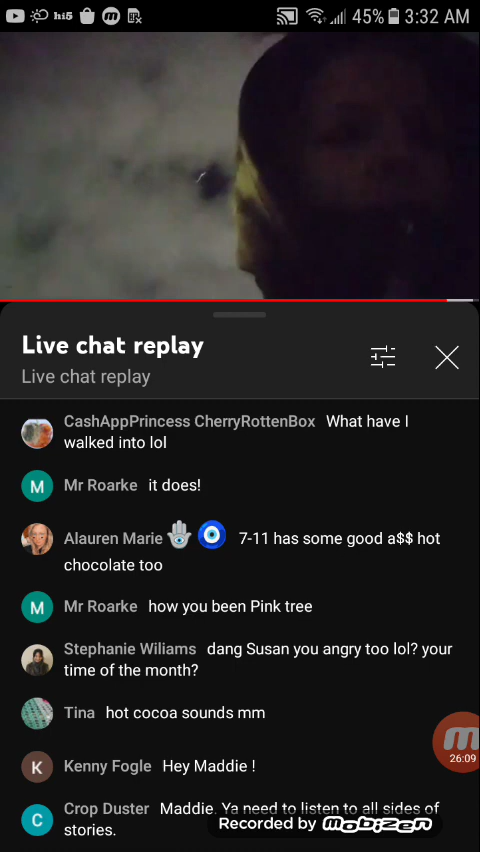 hi5 45% 3:32 AM
Live chat replay
Live chat replay
CashAppPrincess CherryRottenBox What have I
walked into lol
M Mr Roarke it does!
Alauren Marie 🪬 🧿 7-11 has some good a$$ hot
chocolate too
M Mr Roarke how you been Pink tree
Stephanie Wiliams dang Susan you angry too lol? your
time of the month?
Tina hot cocoa sounds mm
26:09
K Kenny Fogle Hey Maddie !
C Crop Duster Maddie. Ya need to listen to all sides of
stories.
Recorded by mobizen